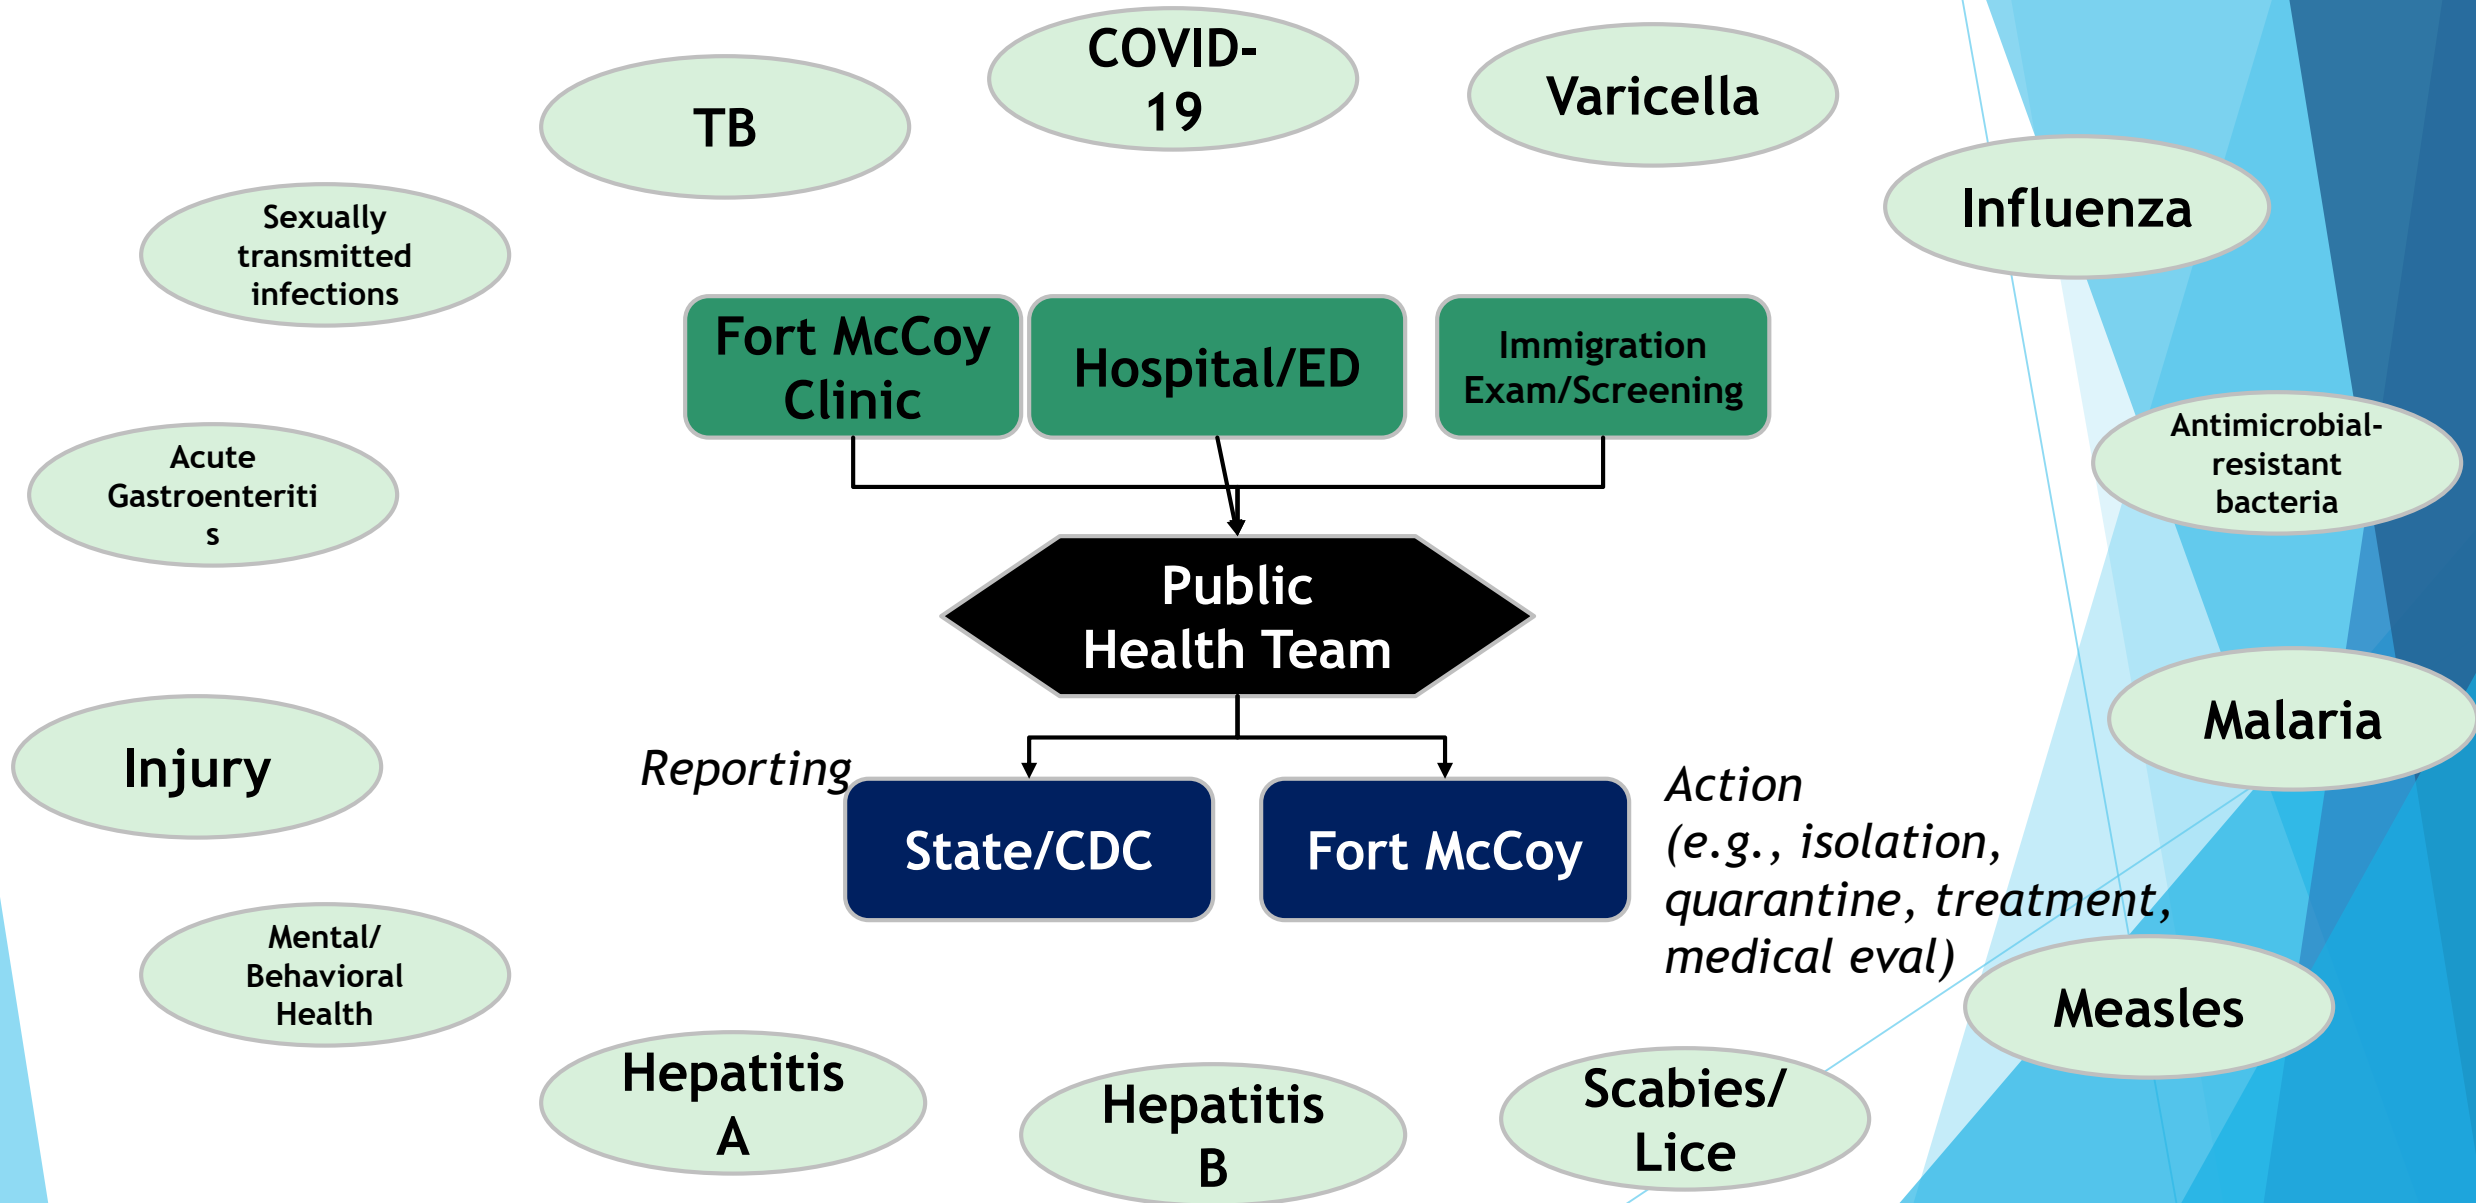 COVID-
19
TB
Varicella
Influenza
Sexually
transmitted
infections
Fort McCoy
Clinic
Hospital/ED
Immigration
Exam/Screening
Acute
Gastroenteriti
s
Antimicrobial-
resistant
bacteria
Public
Health Team
Injury
Malaria
Reporting
State/CDC
Fort McCoy
Action
(e.g., isolation,
quarantine, treatment,
medical eval)
Mental/
Behavioral
Health
Measles
Hepatitis
A
Hepatitis
B
Scabies/
Lice